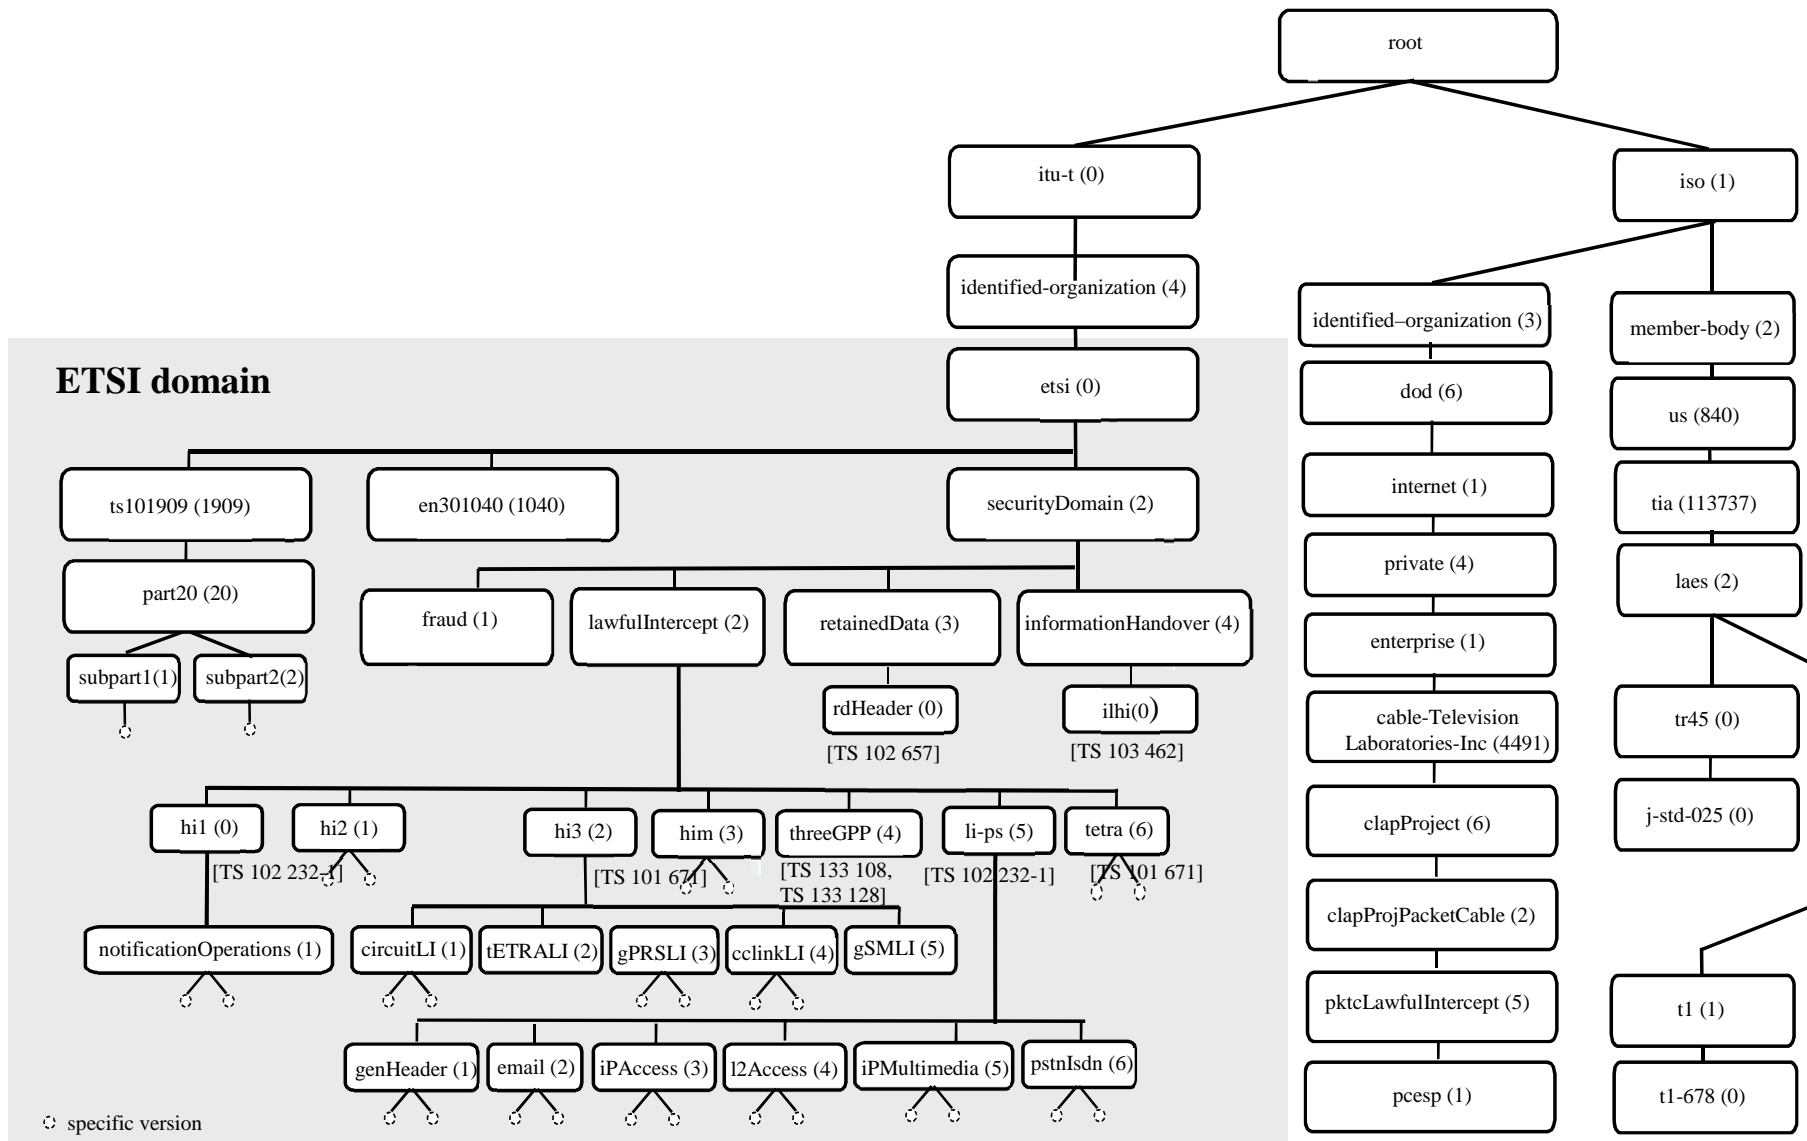 root
itu-t (0)
iso (1)
identified-organization (4)
identified–organization (3)
member-body (2)
ETSI domain
etsi (0)
dod (6)
us (840)
ts101909 (1909)
en301040 (1040)
securityDomain (2)
internet (1)
tia (113737)
part20 (20)
fraud (1)
lawfulIntercept (2)
retainedData (3)
informationHandover (4)
private (4)
laes (2)
subpart1(1)
subpart2(2)
enterprise (1)
rdHeader (0)
ilhi(0)
cable-Television
Laboratories-Inc (4491)
tr45 (0)
[TS 102 657]
[TS 103 462]
hi1 (0)
hi2 (1)
hi3 (2)
him (3)
threeGPP (4)
li-ps (5)
tetra (6)
clapProject (6)
j-std-025 (0)
[TS 102 232-1]
[TS 101 671]
[TS 133 108,
TS 133 128]
[TS 102 232-1]
[TS 101 671]
clapProjPacketCable (2)
notificationOperations (1)
circuitLI (1)
tETRALI (2)
gPRSLI (3)
cclinkLI (4)
gSMLI (5)
pktcLawfulIntercept (5)
t1 (1)
genHeader (1)
email (2)
iPAccess (3)
l2Access (4)
iPMultimedia (5)
pstnIsdn (6)
pcesp (1)
t1-678 (0)
specific version